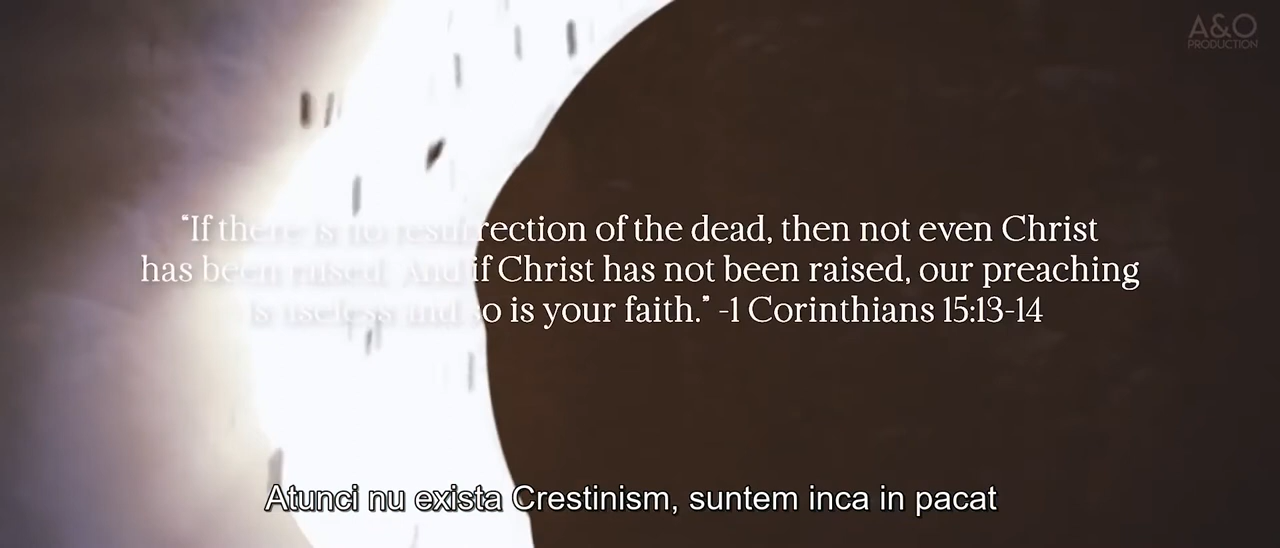 A&O
PRODUCTION
“If there is no resurrection of the dead, then not even Christ
has been raised. And if Christ has not been raised, our preaching
is useless and so is your faith.” -1 Corinthians 15:13-14
Atunci nu exista Crestinism, suntem inca in pacat